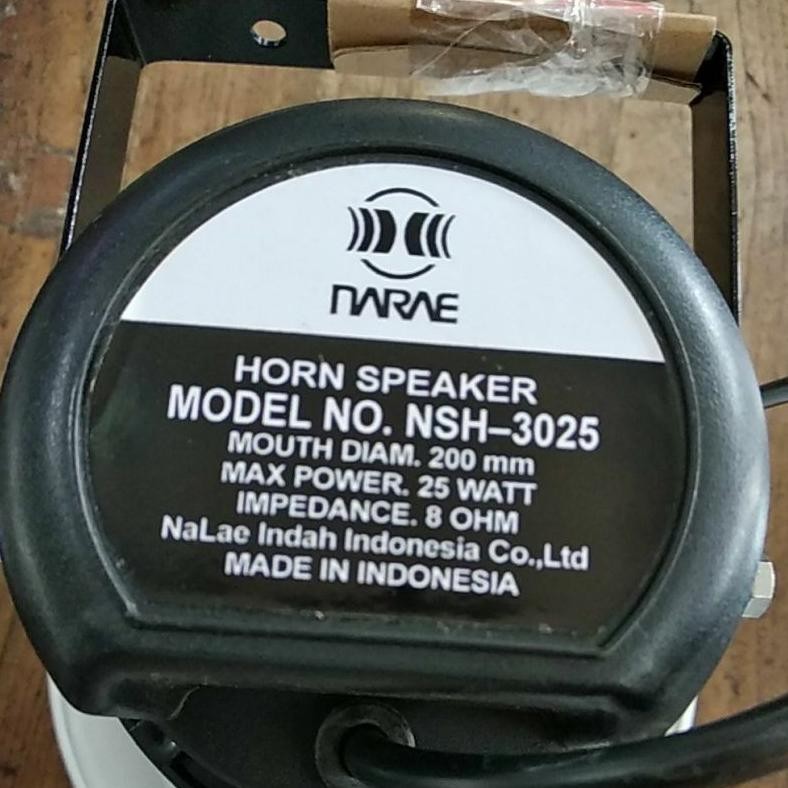 NARAE
HORN SPEAKER
MODEL NO. NSH-3025
MOUTH DIAM. 200 mm
MAX POWER. 25 WATT
IMPEDANCE. 8 OHM
NaLae Indah Indonesia Co.,Ltd
MADE IN INDONESIA